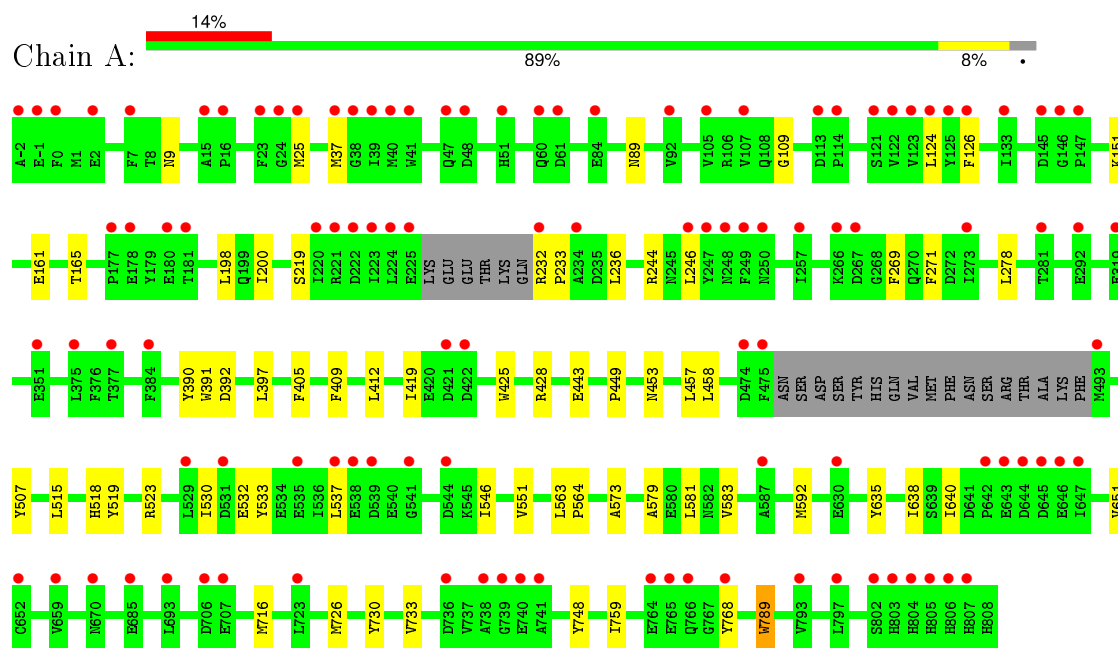 14%
Chain A:
89% 8% •
A-2 E-1 F0 M1 E2 F7 T8 N9 A15 P16 F23 G24 M25 M37 G38 I39 M40 M41 Q47 D48 H51 Q60 D61 E84 N89 V92 V105 R106 V107 Q108 G109 D113 P114 S121 V122 V123 L124 Y125 F126 I133 D145 G146 P147 K151
E161 T165 P177 E178 Y179 E180 T181 L198 Q199 I200 S219 I220 R221 D222 I223 L224 E225 LYS GLU GLU THR LYS GLN R232 P233 A234 D235 L236 R244 N245 L246 Y247 N248 F249 N250 I257 K266 D267 G268 F269 Q270 F271 D272 I273 L278 T281 E292
E351 L375 F376 T377 F384 Y390 W391 D392 L397 F405 F409 L412 I419 E420 D421 D422 W425 R428 E443 P449 N453 L457 L458 D474 F475 ASN SER ASP SER TYR HIS GLN VAL MET PHE ASN SER ARG THR ALA LYS PHE M493
Y507 L515 H518 Y519 R523 L529 I530 D531 E532 Y533 E534 E535 I536 L537 E538 D539 E540 G541 D544 K545 I546 V551 L563 P564 A573 A579 E580 L581 N582 V583 A587 M592 E630 Y635 I638 S639 I640 D641 P642 E643 D644 D645 E646 I647 V651
C652 V659 N670 E685 L693 D706 E707 M716 L723 M726 Y730 V733 D736 V737 A738 G739 E740 A741 Y748 I759 E764 E765 Q766 G767 Y768 W789 V793 L797 S802 H803 H804 H805 H806 H807 H808